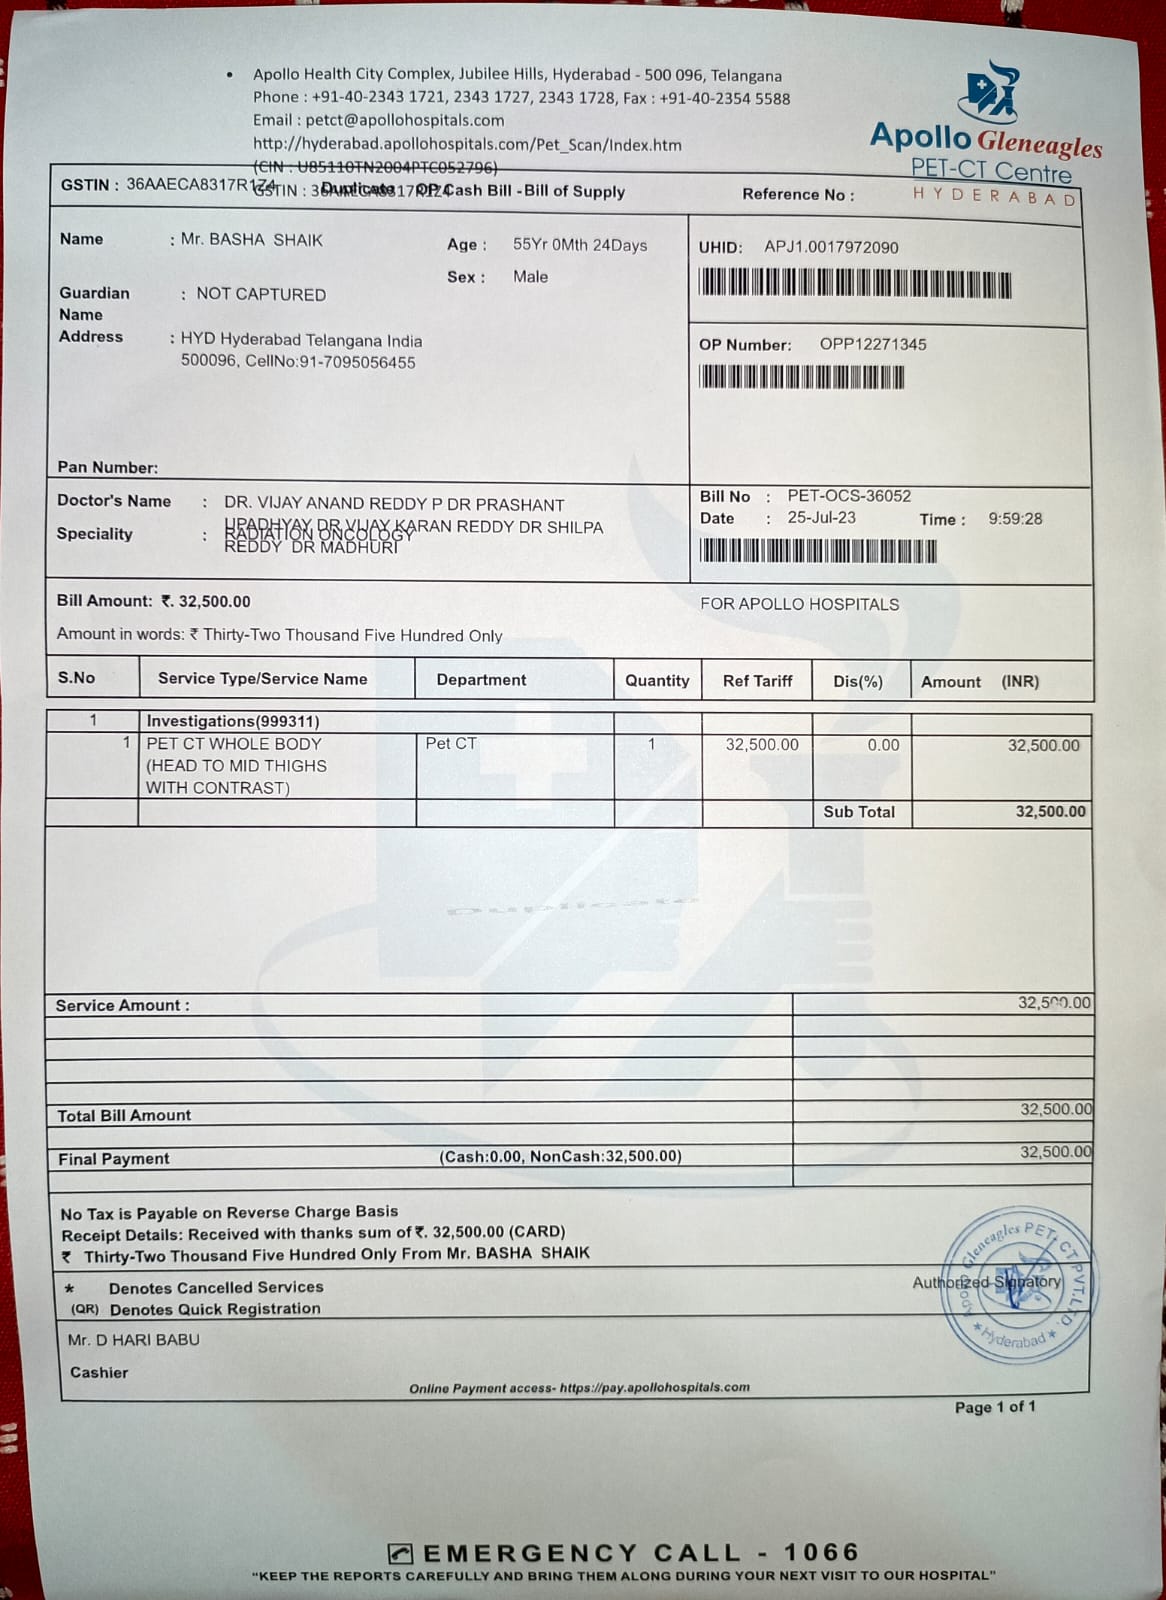 • Apollo Health City Complex, Jubilee Hills, Hyderabad - 500 096, Telangana
Phone : +91-40-2343 1721, 2343 1727, 2343 1728, Fax : +91-40-2354 5588
Email : petct@apollohospitals.com
http://hyderabad.apollohospitals.com/Pet_Scan/Index.htm
(CIN : U85110TN2004PTC052796)
Apollo Gleneagles
PET-CT Centre
HYDERABAD
GSTIN : 36AAECA8317R1Z4 GSTIN : 36AAECA8317R1Z4 Duplicate OP Cash Bill -Bill of Supply Reference No :
Name : Mr. BASHA SHAIK Age : 55Yr 0Mth 24Days UHID: APJ1.0017972090
Sex : Male
Guardian Name : NOT CAPTURED
Address : HYD Hyderabad Telangana India
500096, CellNo:91-7095056455
OP Number: OPP12271345
Pan Number:
Doctor's Name : DR. VIJAY ANAND REDDY P DR PRASHANT
UPADHYAY DR VIJAY KARAN REDDY DR SHILPA
REDDY DR MADHURI
Speciality : RADIATION ONCOLOGY
Bill No : PET-OCS-36052
Date : 25-Jul-23 Time : 9:59:28
Bill Amount: ₹. 32,500.00 FOR APOLLO HOSPITALS
Amount in words: ₹ Thirty-Two Thousand Five Hundred Only
S.No Service Type/Service Name Department Quantity Ref Tariff Dis(%) Amount (INR)
1 Investigations(999311)
1 PET CT WHOLE BODY Pet CT 1 32,500.00 0.00 32,500.00
(HEAD TO MID THIGHS
WITH CONTRAST)
Sub Total 32,500.00
Duplicate
Service Amount : 32,500.00
Total Bill Amount 32,500.00
Final Payment (Cash:0.00, NonCash:32,500.00) 32,500.00
No Tax is Payable on Reverse Charge Basis
Receipt Details: Received with thanks sum of ₹. 32,500.00 (CARD)
₹ Thirty-Two Thousand Five Hundred Only From Mr. BASHA SHAIK
* Denotes Cancelled Services
(QR) Denotes Quick Registration
Authorized Signatory
Apollo Gleneagles PET- CT PVT.LTD.
★ Hyderabad ★
Mr. D HARI BABU
Cashier
Online Payment access- https://pay.apollohospitals.com
Page 1 of 1
EMERGENCY CALL - 1066
"KEEP THE REPORTS CAREFULLY AND BRING THEM ALONG DURING YOUR NEXT VISIT TO OUR HOSPITAL"